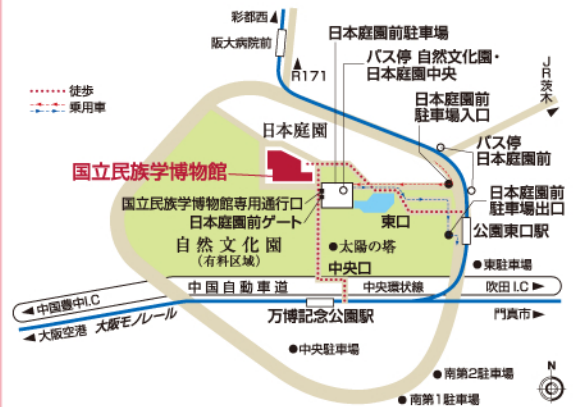 彩都西▲
阪大病院前
▲
R171
日本庭園前駐車場
バス停 自然文化園・
日本庭園中央
JR茨木
徒歩
乗用車
日本庭園前
駐車場入口
日本庭園
バス停
日本庭園前
国立民族学博物館
国立民族学博物館専用通行口
日本庭園前ゲート
日本庭園前
駐車場出口
東口
公園東口駅
自然文化園
(有料区域)
●太陽の塔
中央口
●東駐車場
中国自動車道
中央環状線
吹田I.C▶
◀中国豊中I.C
◀大阪空港 大阪モノレール
万博記念公園駅
門真市▶
●中央駐車場
●南第2駐車場
●南第1駐車場
N